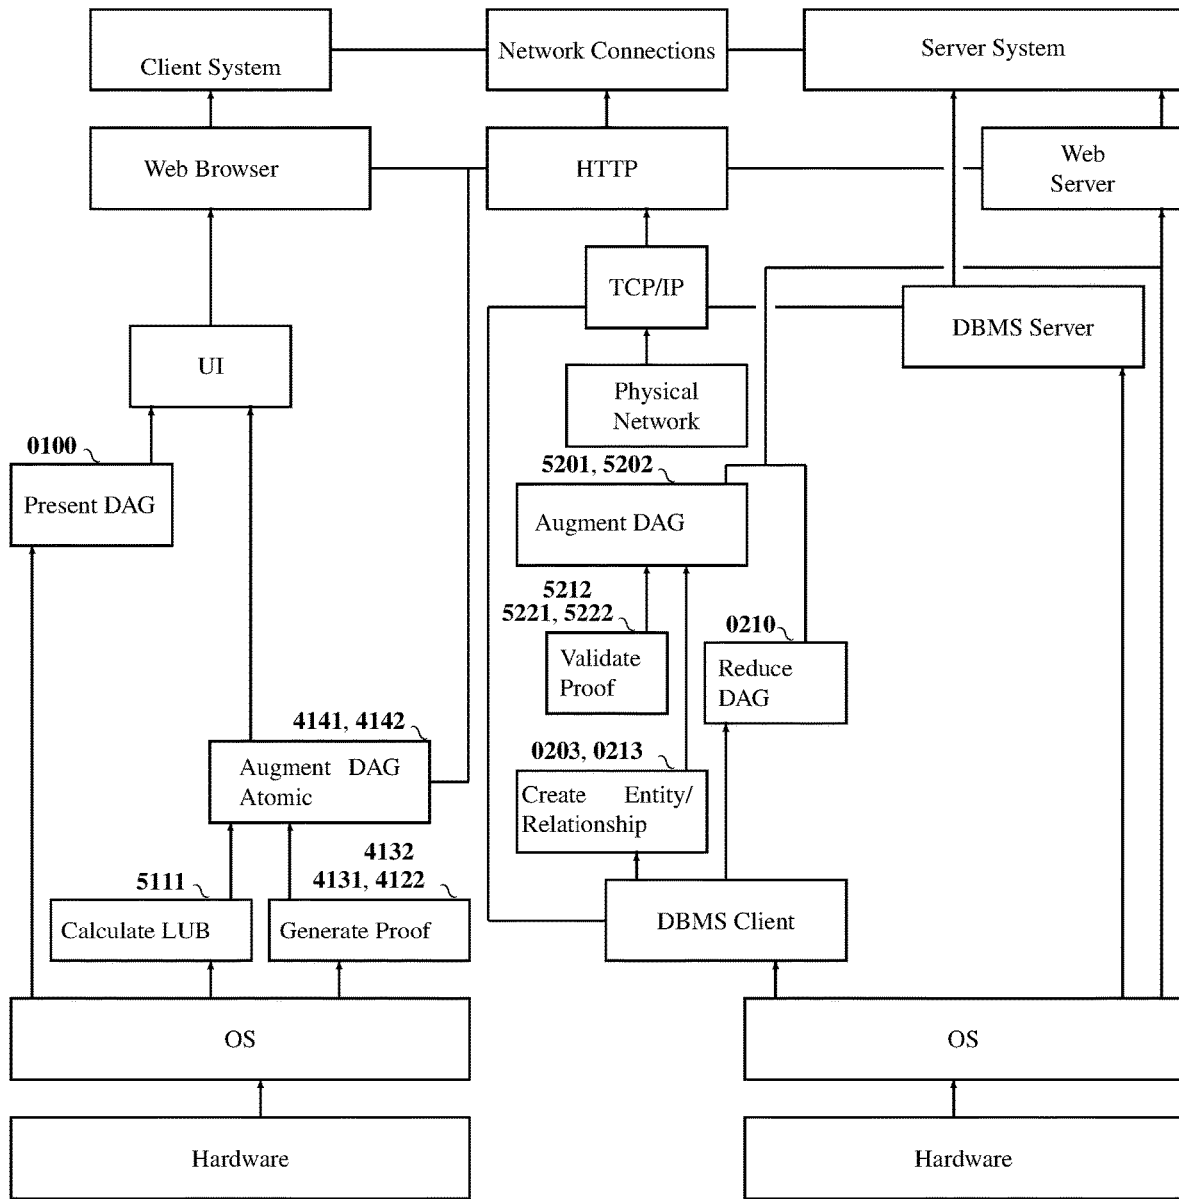 Client System
Network Connections
Server System
Web Browser
HTTP
Web
Server
TCP/IP
DBMS Server
UI
Physical
Network
0100
Present DAG
5201, 5202
Augment DAG
5212
5221, 5222
Validate
Proof
0210
Reduce
DAG
4141, 4142
Augment DAG
Atomic
0203, 0213
Create Entity/
Relationship
5111
Calculate LUB
4132
4131, 4122
Generate Proof
DBMS Client
OS
OS
Hardware
Hardware